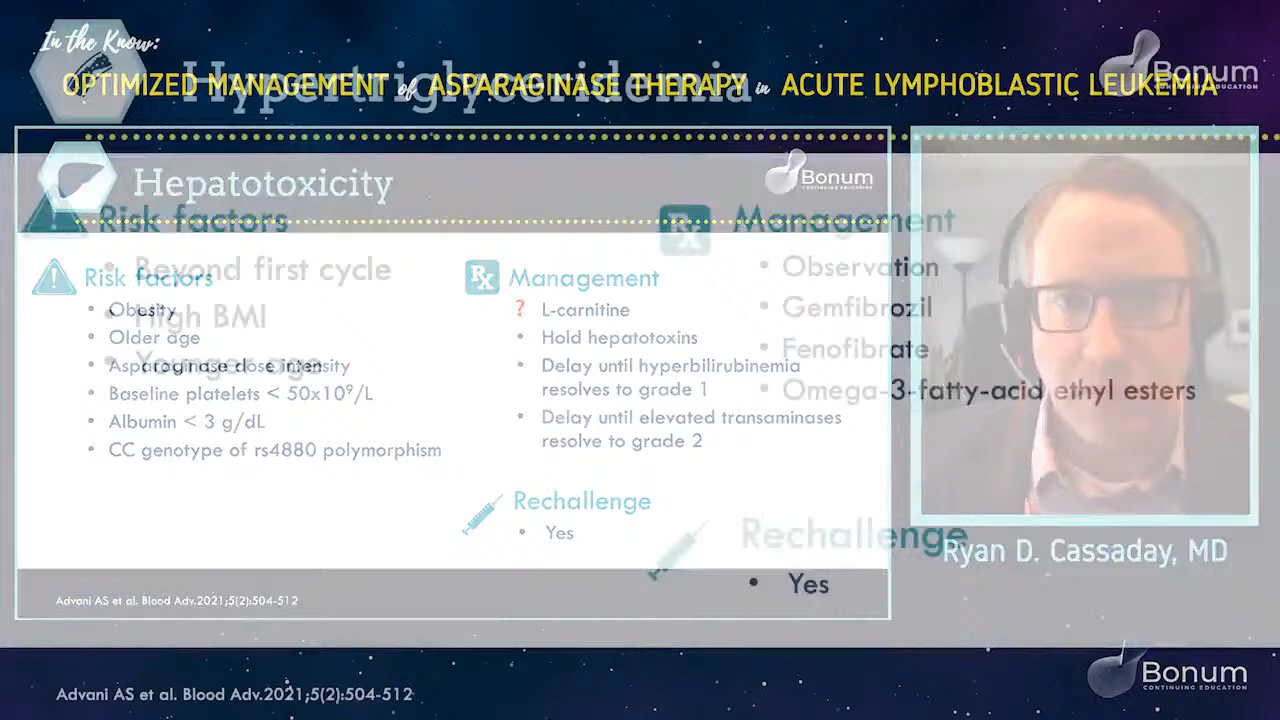 In the Know:
OPTIMIZED MANAGEMENT of ASPARAGINASE THERAPY in ACUTE LYMPHOBLASTIC LEUKEMIA
Hypertriglyceridemia
Bonum
CONTINUING EDUCATION
Hepatotoxicity
Bonum
CONTINUING EDUCATION
Risk factors
• Obesity
• Older age
• Asparaginase dose intensity
• Baseline platelets < 50x10⁹/L
• Albumin < 3 g/dL
• CC genotype of rs4880 polymorphism
Management
? L-carnitine
• Hold hepatotoxins
• Delay until hyperbilirubinemia
resolves to grade 1
• Delay until elevated transaminases
resolve to grade 2
Rechallenge
• Yes
Advani AS et al. Blood Adv.2021;5(2):504-512
Risk factors
• Beyond first cycle
• High BMI
• Younger age
Rx Management
• Observation
• Gemfibrozil
• Fenofibrate
• Omega-3-fatty-acid ethyl esters
Rechallenge
• Yes
Ryan D. Cassaday, MD
Advani AS et al. Blood Adv.2021;5(2):504-512
Bonum
CONTINUING EDUCATION